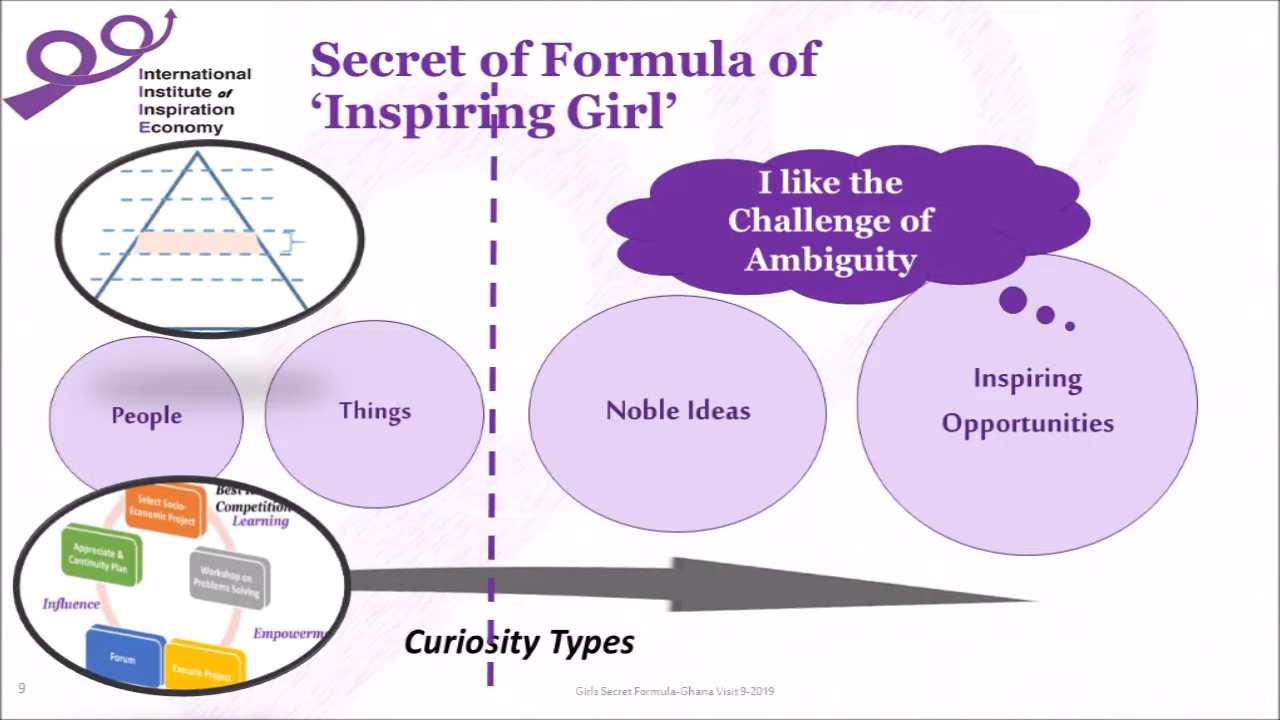 International
Institute of
Inspiration
Economy
Secret of Formula of
‘Inspiring Girl’
I like the
Challenge of
Ambiguity
People
Things
Noble Ideas
Inspiring
Opportunities
Best
Competition
Learning
Select Socio-
Economic Project
Appreciate &
Continuity Plan
Workshop on
Problems Solving
Influence
Forum
Execute Project
Curiosity Types
9
Girls Secret Formula-Ghana Visit 9-2019